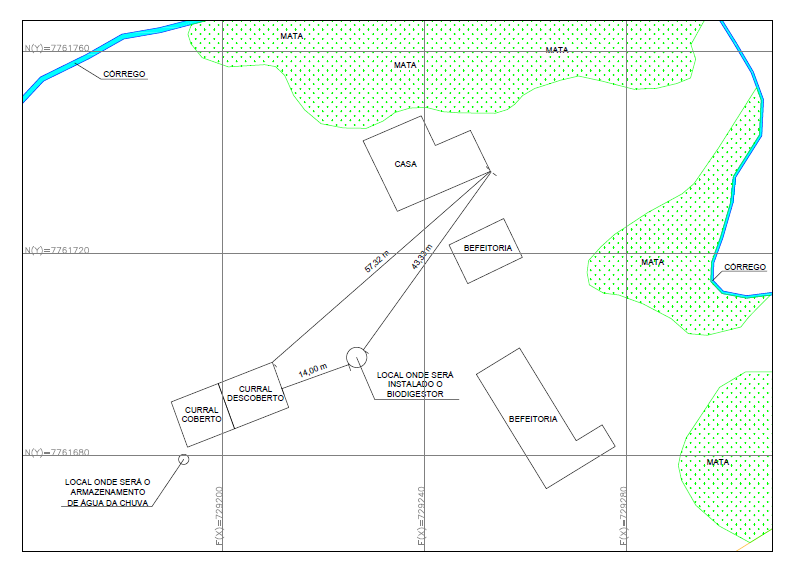 MATA
N(Y)=7761760
MATA
MATA
CÓRREGO
CASA
N(Y)=7761720
BEFEITORIA
57,32 m
43,33 m
MATA
CÓRREGO
14,00 m
LOCAL ONDE SERÁ
INSTALADO O
BIODIGESTOR
CURRAL
DESCOBERTO
CURRAL
COBERTO
BEFEITORIA
N(Y)=7761680
MATA
LOCAL ONDE SERÁ O
ARMAZENAMENTO
DE ÁGUA DA CHUVA
E(X)=729200
E(X)=729240
E(X)=729280